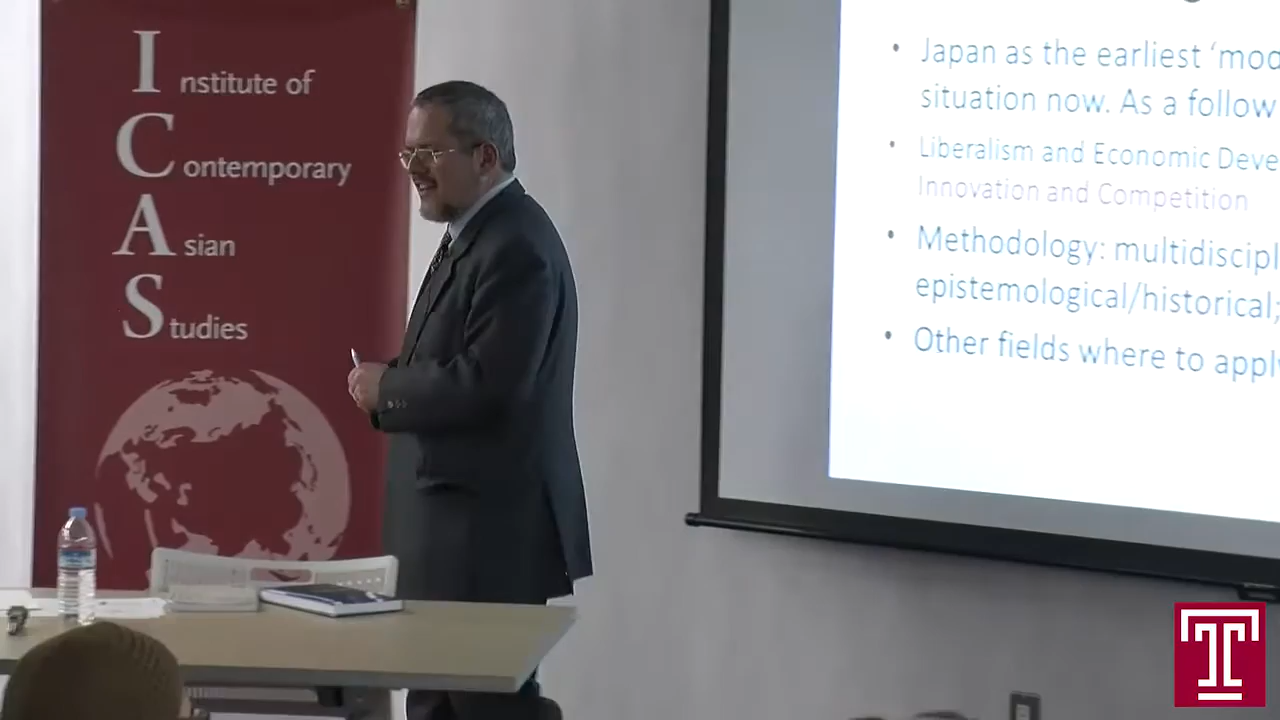 Institute of
Contemporary
Asian
Studies
• Japan as the earliest ‘mod
situation now. As a follow
• Liberalism and Economic Deve
Innovation and Competition
• Methodology: multidiscipl
epistemological/historical;
• Other fields where to apply
T